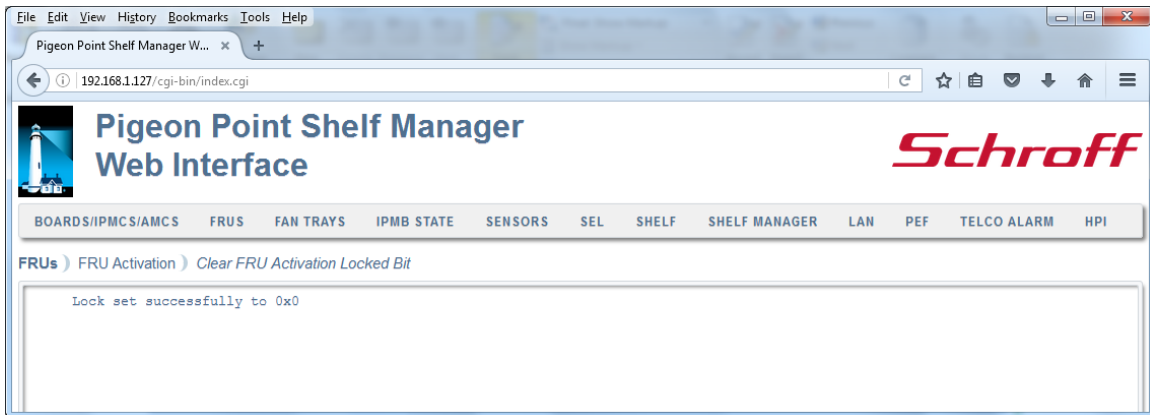 File Edit View History Bookmarks Tools Help
Pigeon Point Shelf Manager W... × +
192.168.1.127/cgi-bin/index.cgi
Pigeon Point Shelf Manager
Web Interface
Schroff
BOARDS/IPMCS/AMCS FRUS FAN TRAYS IPMB STATE SENSORS SEL SHELF SHELF MANAGER LAN PEF TELCO ALARM HPI
FRUs ) FRU Activation ) Clear FRU Activation Locked Bit
Lock set successfully to 0x0